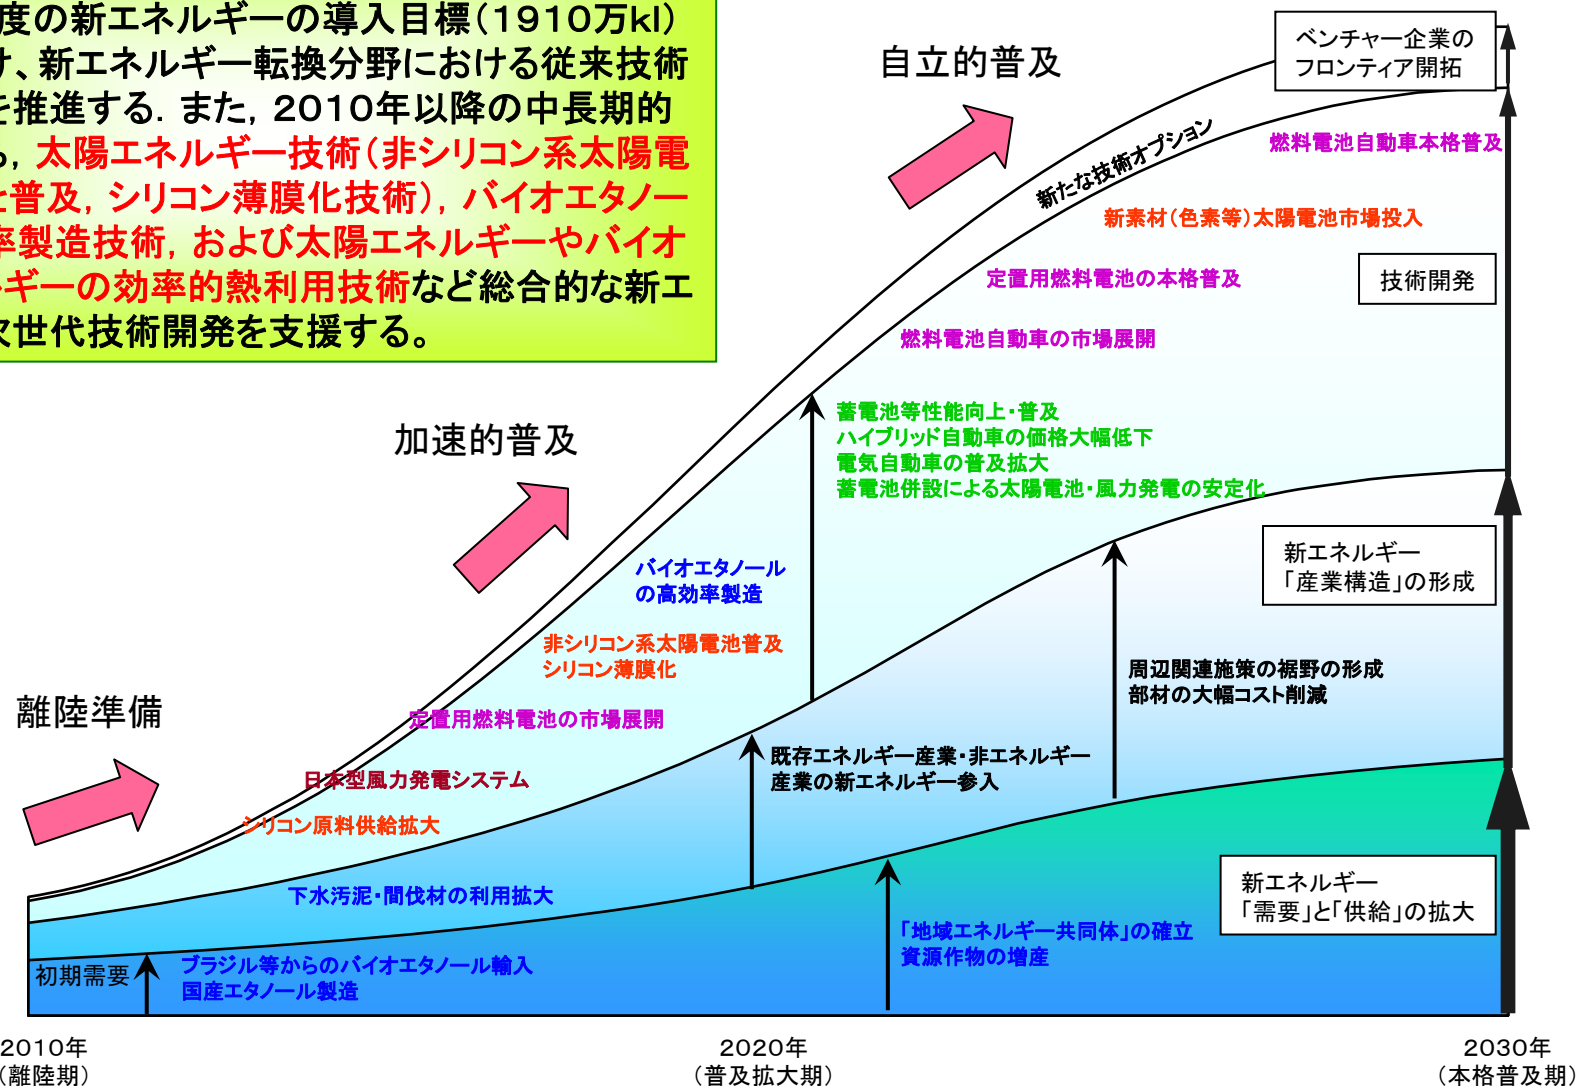 度の新エネルギーの導入目標(1910万kl)
け、新エネルギー転換分野における従来技術
を推進する. また, 2010年以降の中長期的
ら, 太陽エネルギー技術(非シリコン系太陽電
と普及, シリコン薄膜化技術), バイオエタノー
率製造技術, および太陽エネルギーやバイオ
ルギーの効率的熱利用技術など総合的な新エ
次世代技術開発を支援する。
自立的普及
ベンチャー企業の
フロンティア開拓
新たな技術オプション
燃料電池自動車本格普及
新素材(色素等)太陽電池市場投入
定置用燃料電池の本格普及
技術開発
燃料電池自動車の市場展開
加速的普及
蓄電池等性能向上・普及
ハイブリッド自動車の価格大幅低下
電気自動車の普及拡大
蓄電池併設による太陽電池・風力発電の安定化
バイオエタノール
の高効率製造
新エネルギー
「産業構造」の形成
非シリコン系太陽電池普及
シリコン薄膜化
周辺関連施策の裾野の形成
部材の大幅コスト削減
離陸準備
定置用燃料電池の市場展開
既存エネルギー産業・非エネルギー
産業の新エネルギー参入
日本型風力発電システム
シリコン原料供給拡大
下水汚泥・間伐材の利用拡大
新エネルギー
「需要」と「供給」の拡大
「地域エネルギー共同体」の確立
資源作物の増産
初期需要
ブラジル等からのバイオエタノール輸入
国産エタノール製造
2010年
(離陸期)
2020年
(普及拡大期)
2030年
(本格普及期)